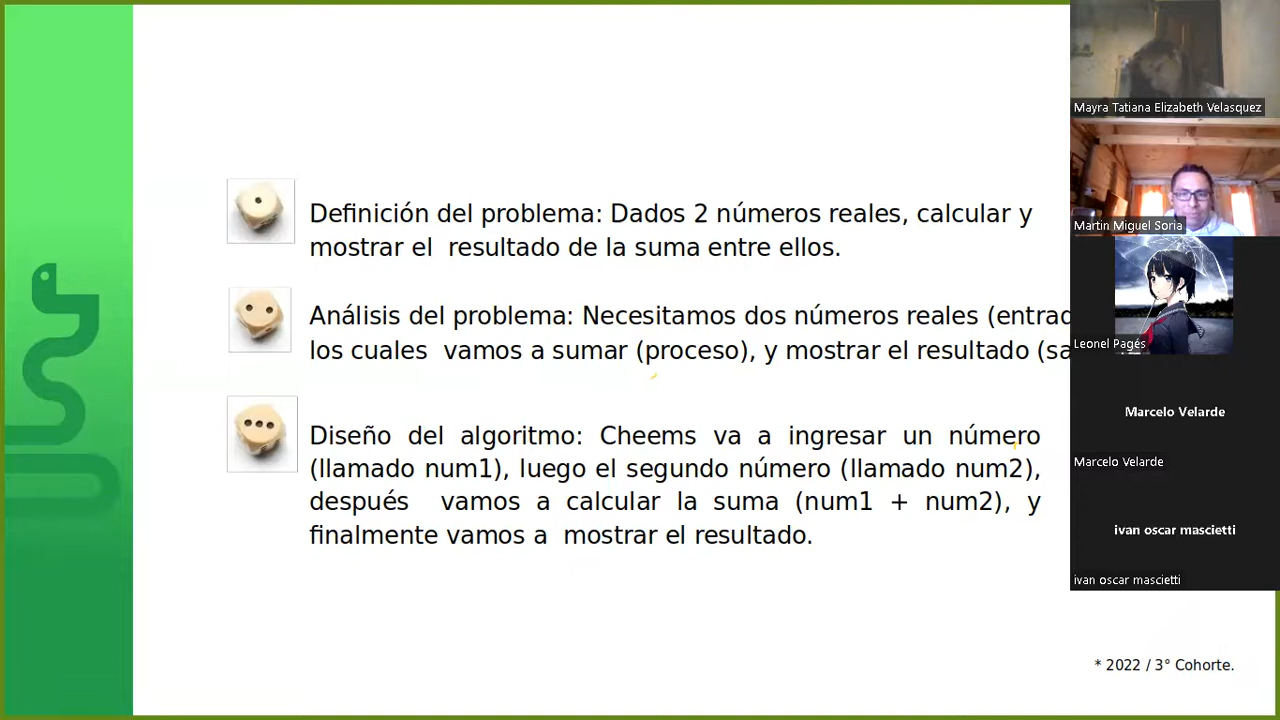 Definición del problema: Dados 2 números reales, calcular y
mostrar el resultado de la suma entre ellos.
Análisis del problema: Necesitamos dos números reales (entrad
los cuales vamos a sumar (proceso), y mostrar el resultado (sa
Diseño del algoritmo: Cheems va a ingresar un número
(llamado num1), luego el segundo número (llamado num2),
después vamos a calcular la suma (num1 + num2), y
finalmente vamos a mostrar el resultado.
* 2022 / 3° Cohorte.
Mayra Tatiana Elizabeth Velasquez
Martin Miguel Soria
Leonel Pagés
Marcelo Velarde
Marcelo Velarde
ivan oscar mascietti
ivan oscar mascietti